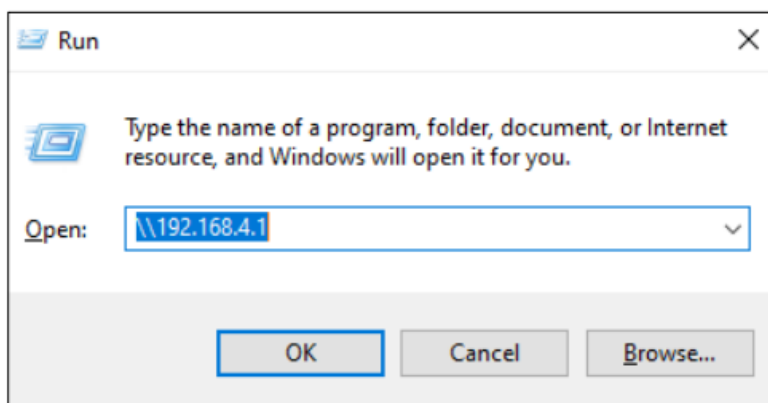 Run
Type the name of a program, folder, document, or Internet
resource, and Windows will open it for you.
Open: \\192.168.4.1
OK Cancel Browse...